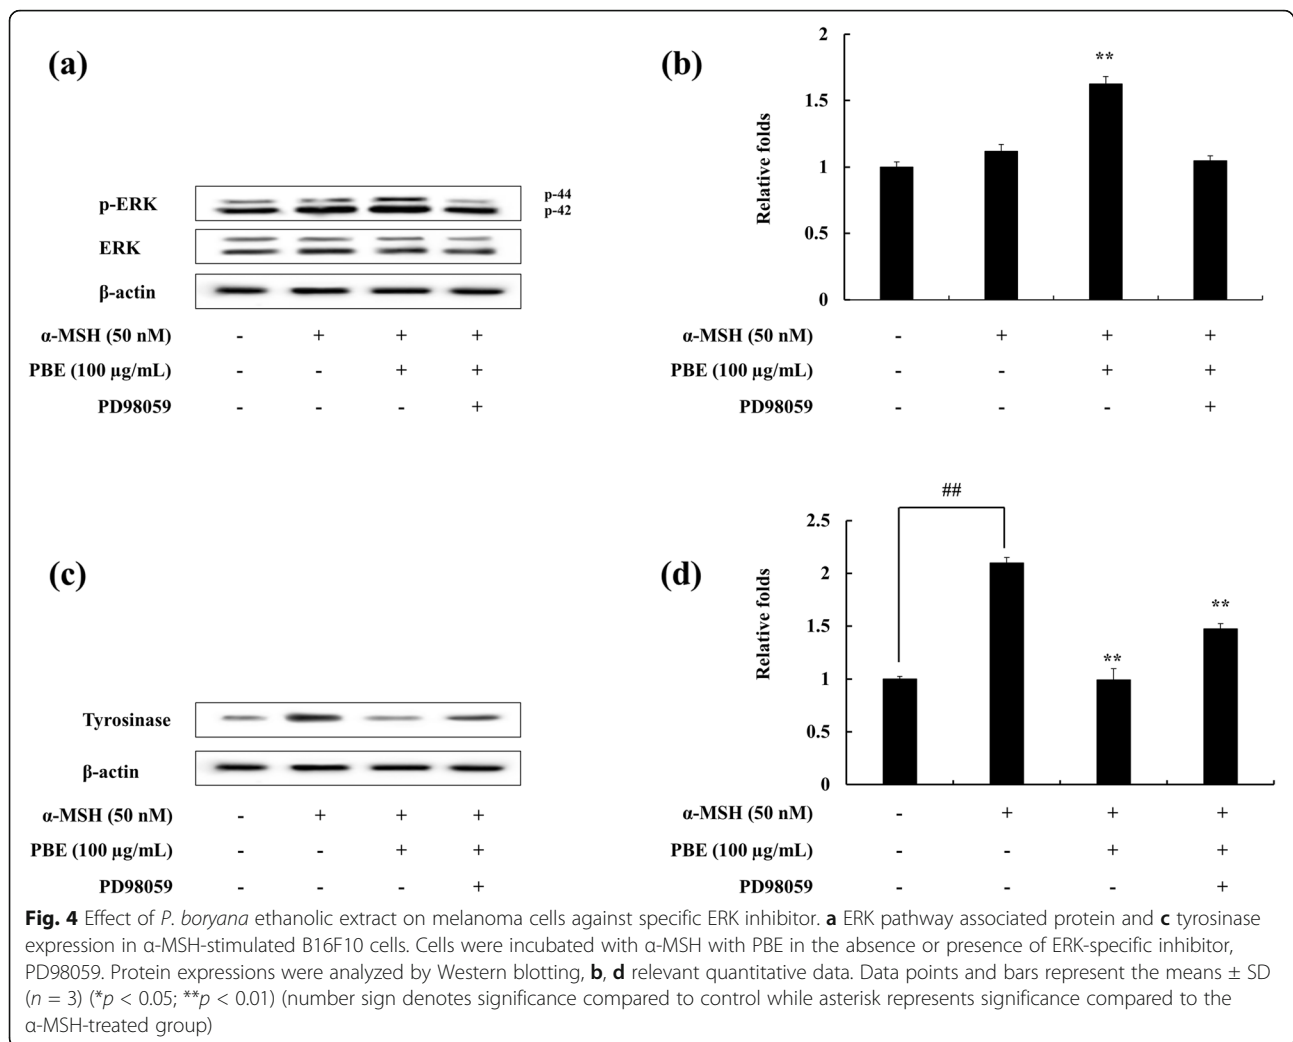 (a)
p-ERK
p-44
p-42
ERK
β-actin
α-MSH (50 nM) - + + +
PBE (100 µg/mL) - - + +
PD98059 - - - +
(b)
Relative folds
2
1.5
1
0.5
0
**
α-MSH (50 nM) - + + +
PBE (100 µg/mL) - - + +
PD98059 - - - +
(c)
Tyrosinase
β-actin
α-MSH (50 nM) - + + +
PBE (100 µg/mL) - - + +
PD98059 - - - +
(d)
Relative folds
2.5
2
1.5
1
0.5
0
##
**
**
α-MSH (50 nM) - + + +
PBE (100 µg/mL) - - + +
PD98059 - - - +
Fig. 4 Effect of P. boryana ethanolic extract on melanoma cells against specific ERK inhibitor. a ERK pathway associated protein and c tyrosinase
expression in α-MSH-stimulated B16F10 cells. Cells were incubated with α-MSH with PBE in the absence or presence of ERK-specific inhibitor,
PD98059. Protein expressions were analyzed by Western blotting, b, d relevant quantitative data. Data points and bars represent the means ± SD
(n = 3) (*p < 0.05; **p < 0.01) (number sign denotes significance compared to control while asterisk represents significance compared to the
α-MSH-treated group)